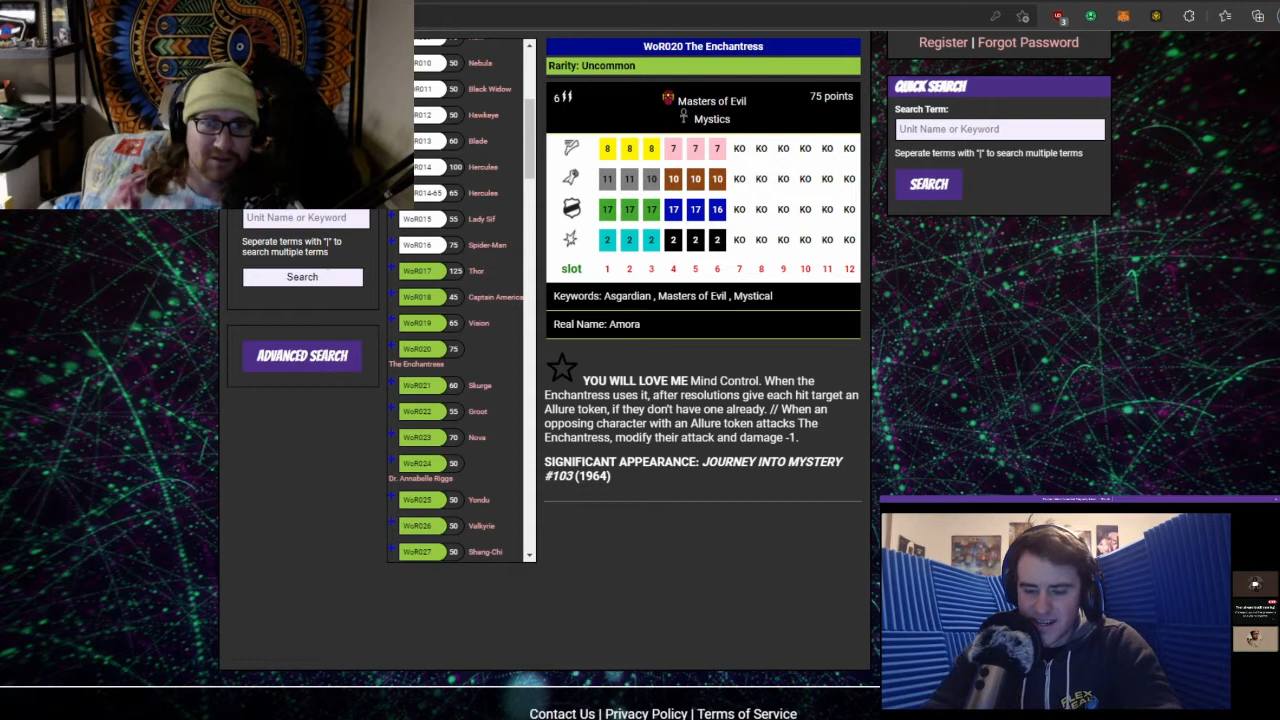 Register | Forgot Password
QUICK SEARCH
Search Term:
Unit Name or Keyword
Seperate terms with "|" to search multiple terms
SEARCH
Unit Name or Keyword
Seperate terms with "|" to
search multiple terms
Search
ADVANCED SEARCH
R010 50 Nebula
R011 50 Black Widow
R012 50 Hawkeye
R013 60 Blade
R014 100 Hercules
R014-65 65 Hercules
WoR015 55 Lady Sif
WoR016 75 Spider-Man
WoR017 125 Thor
WoR018 45 Captain America
WoR019 65 Vision
WoR020 75
The Enchantress
WoR021 60 Skurge
WoR022 55 Groot
WoR023 70 Nova
WoR024 50
Dr. Annabelle Riggs
WoR025 50 Yondu
WoR026 50 Valkyrie
WoR027 50 Shang-Chi
WoR020 The Enchantress
Rarity: Uncommon
6 Masters of Evil 75 points
Mystics
8 8 8 7 7 7 KO KO KO KO KO KO
11 11 10 10 10 10 KO KO KO KO KO KO
17 17 17 17 17 16 KO KO KO KO KO KO
2 2 2 2 2 2 KO KO KO KO KO KO
slot 1 2 3 4 5 6 7 8 9 10 11 12
Keywords: Asgardian , Masters of Evil , Mystical
Real Name: Amora
YOU WILL LOVE ME Mind Control. When the
Enchantress uses it, after resolutions give each hit target an
Allure token, if they don't have one already. // When an
opposing character with an Allure token attacks The
Enchantress, modify their attack and damage -1.
SIGNIFICANT APPEARANCE: JOURNEY INTO MYSTERY
#103 (1964)
Contact Us | Privacy Policy | Terms of Service